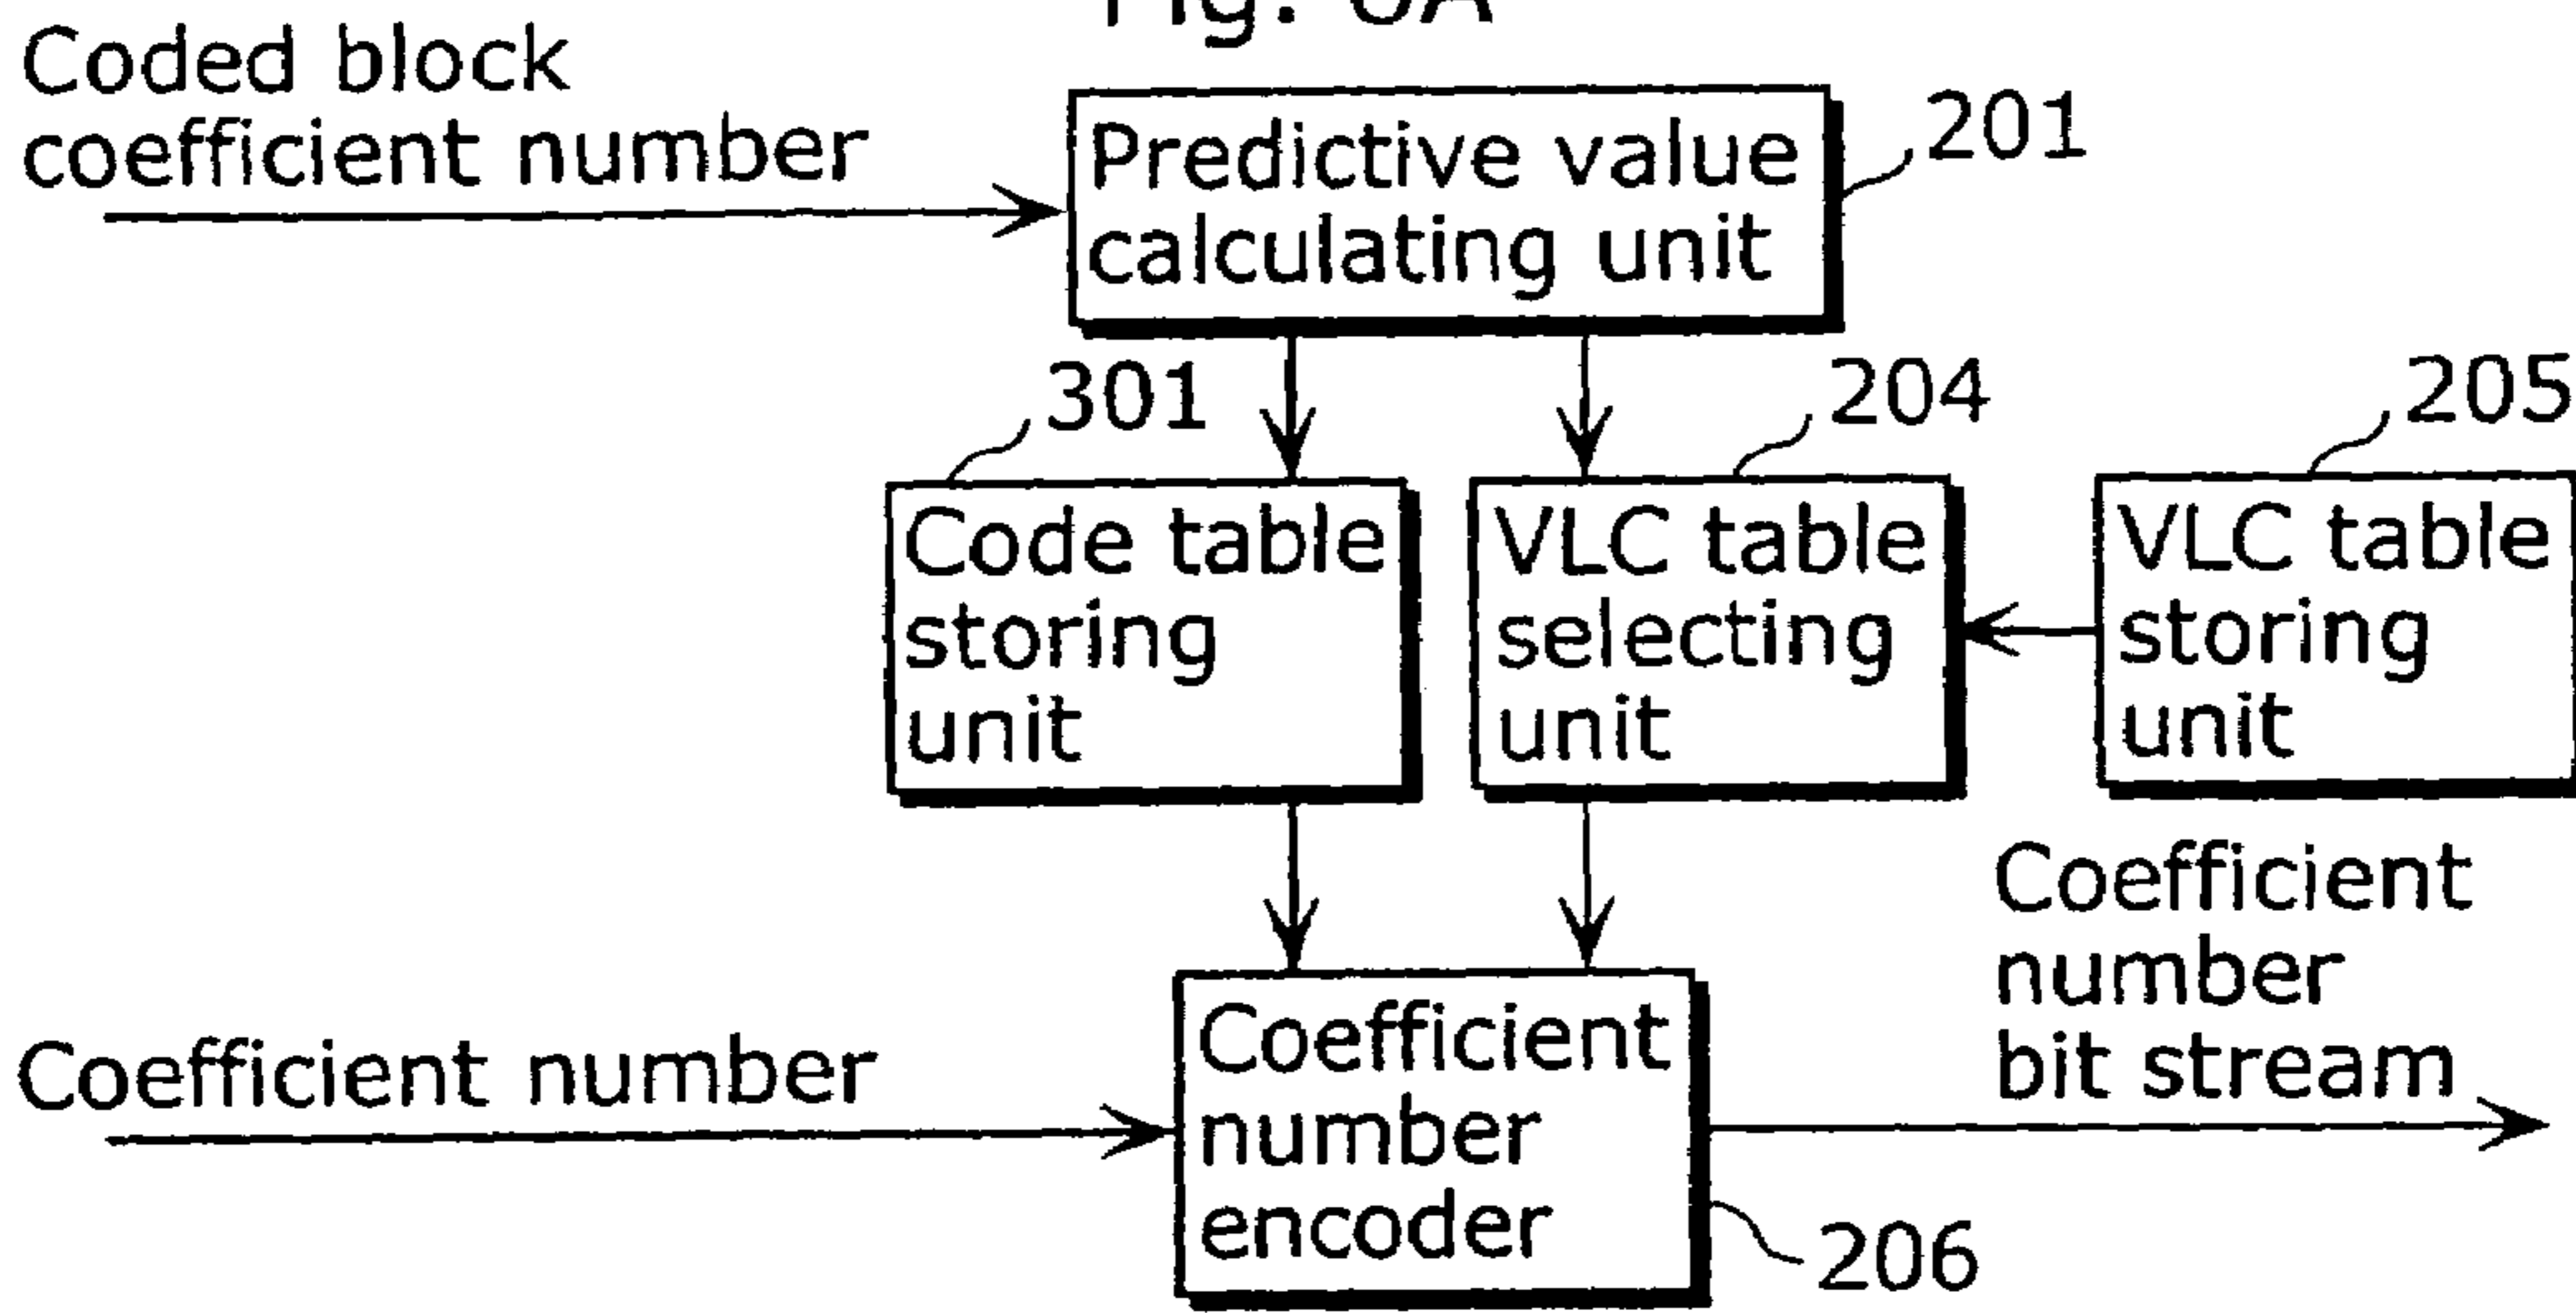 Coded block
coefficient number
Predictive value
calculating unit
201
301
204
205
Code table
storing
unit
VLC table
selecting
unit
VLC table
storing
unit
Coefficient
number
bit stream
Coefficient number
Coefficient
number
encoder
206